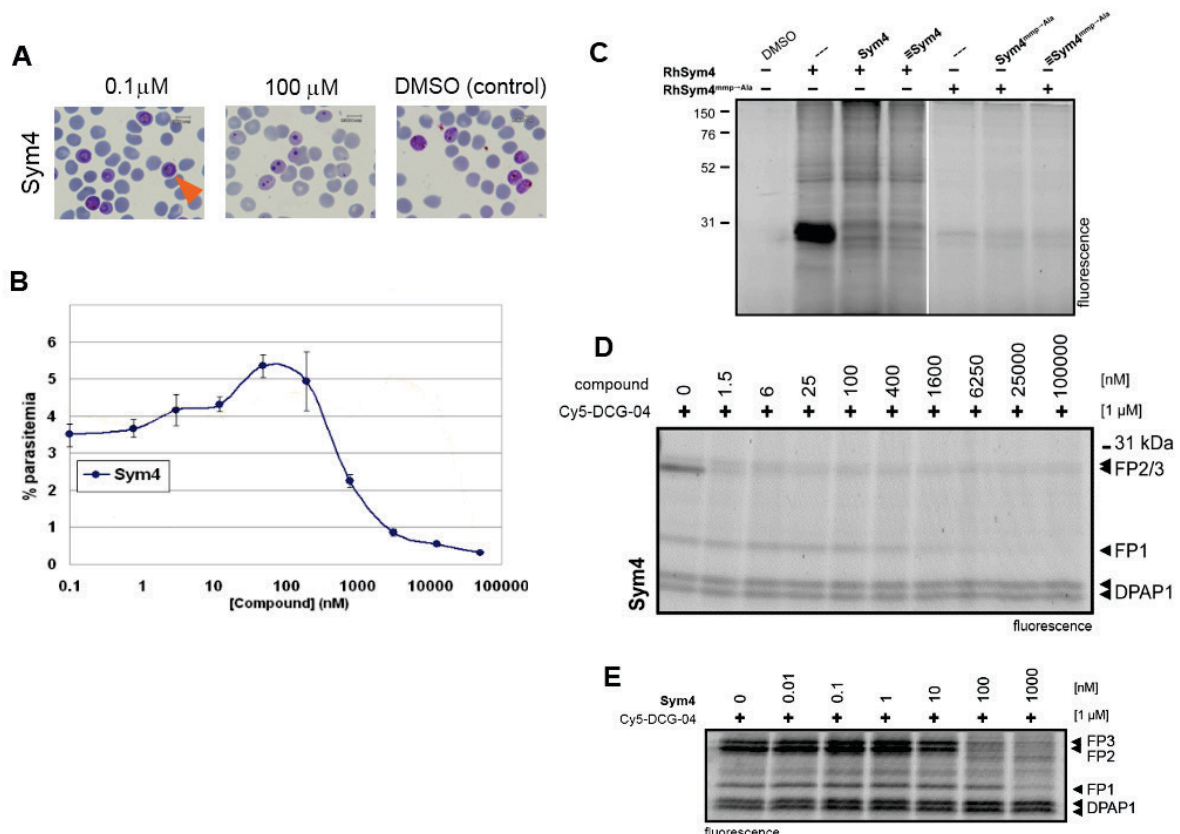 A
0.1 µM 100 µM DMSO (control)
Sym4
B
% parasitemia
6
5
4
3
2
1
0
Sym4
0.1 1 10 100 1000 10000 100000
[Compound] (nM)
C
DMSO --- Sym4 ≡Sym4 --- Sym4mmp→Ala ≡Sym4mmp→Ala
RhSym4 – + + + – – –
RhSym4mmp→Ala – – – – + + +
150
76
52
31
fluorescence
D
compound 0 1.5 6 25 100 400 1600 6250 25000 100000 [nM]
Cy5-DCG-04 + + + + + + + + + + [1 µM]
31 kDa
FP2/3
FP1
DPAP1
Sym4
fluorescence
E
Sym4 0 0.01 0.1 1 10 100 1000 [nM]
Cy5-DCG-04 + + + + + + + [1 µM]
FP3
FP2
FP1
DPAP1
fluorescence